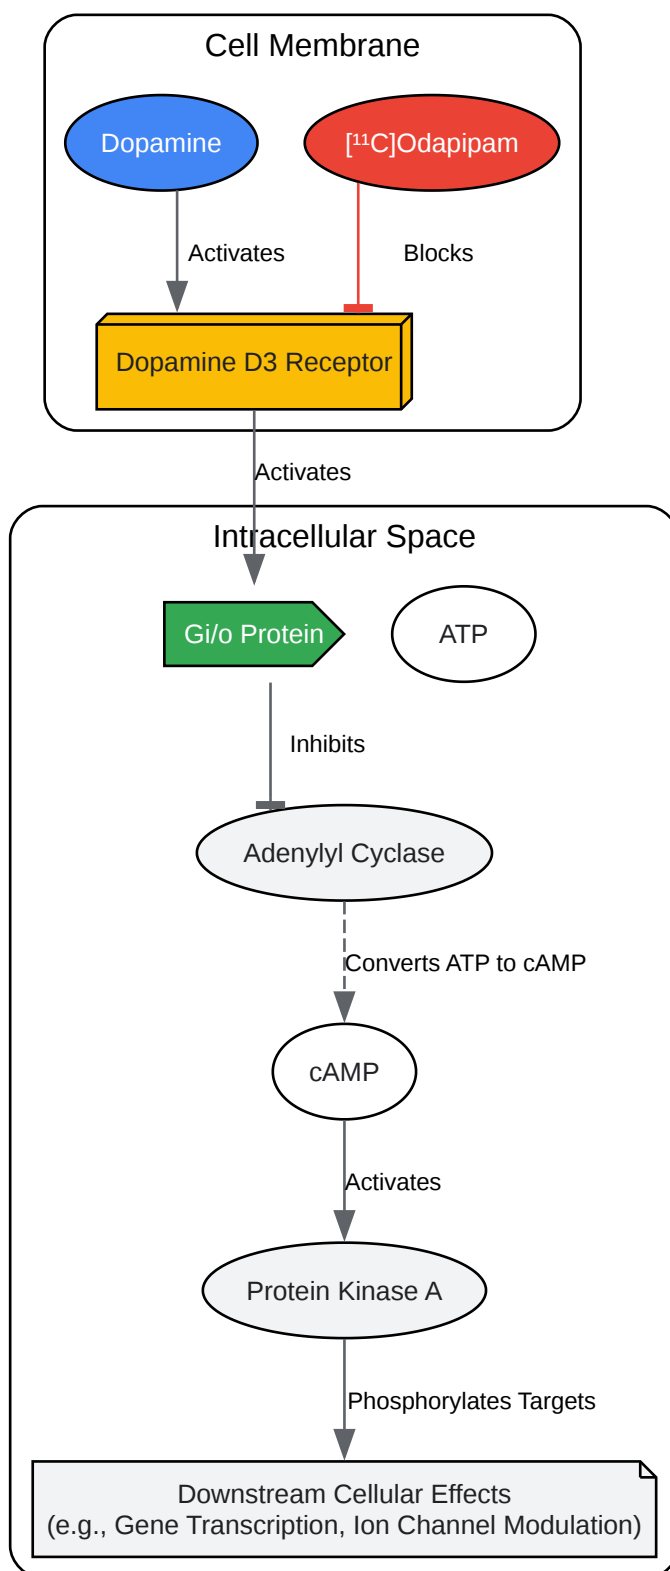 Cell Membrane
Dopamine
[¹¹C]Odapipam
Activates
Blocks
Dopamine D3 Receptor
Activates
Intracellular Space
Gi/o Protein
ATP
Inhibits
Adenylyl Cyclase
Converts ATP to cAMP
cAMP
Activates
Protein Kinase A
Phosphorylates Targets
Downstream Cellular Effects
(e.g., Gene Transcription, Ion Channel Modulation)